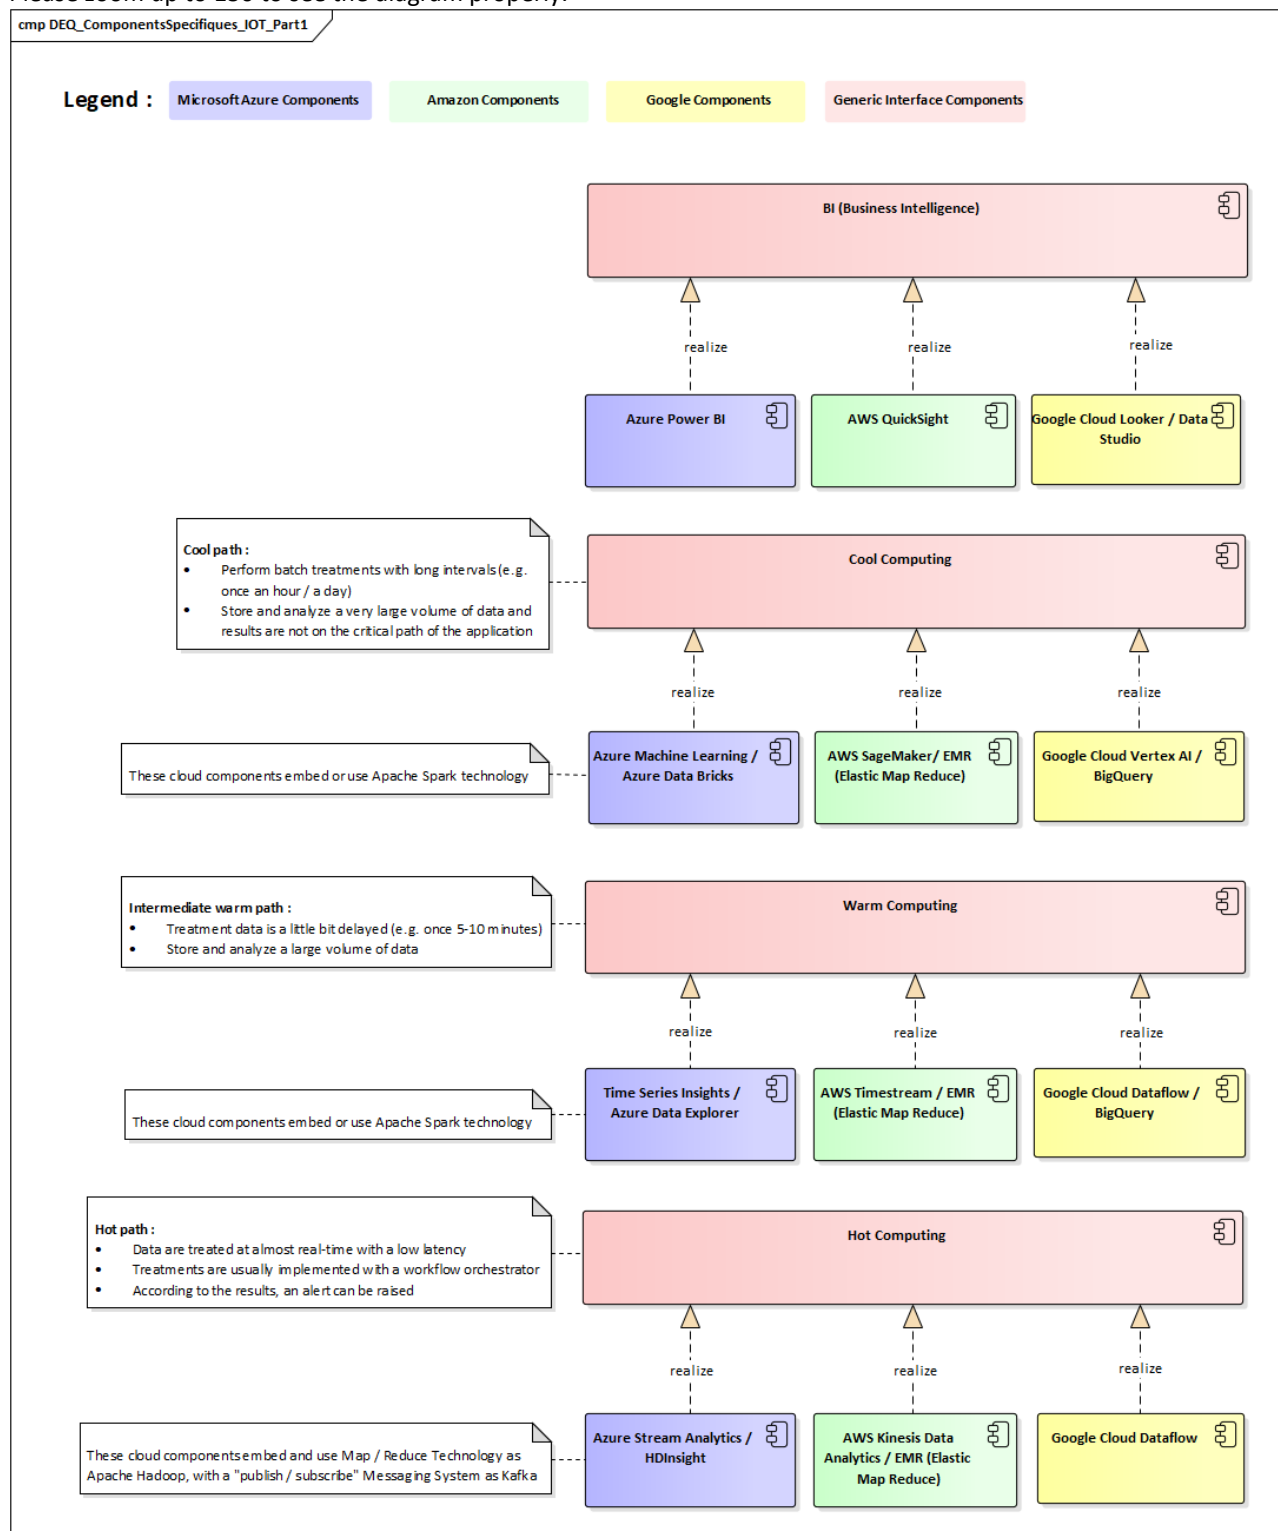 Please zoom up to 150 to see the diagram properly.
cmp DEQ_ComponentsSpecifiques_IOT_Part1
Legend :
Microsoft Azure Components
Amazon Components
Google Components
Generic Interface Components
BI (Business Intelligence)
realize
realize
realize
Azure Power BI
AWS QuickSight
Google Cloud Looker / Data
Studio
Cool path :
• Perform batch treatments with long intervals (e.g.
once an hour / a day)
• Store and analyze a very large volume of data and
results are not on the critical path of the application
Cool Computing
realize
realize
realize
These cloud components embed or use Apache Spark technology
Azure Machine Learning /
Azure Data Bricks
AWS SageMaker/ EMR
(Elastic Map Reduce)
Google Cloud Vertex AI /
BigQuery
Intermediate warm path :
• Treatment data is a little bit delayed (e.g. once 5-10 minutes)
• Store and analyze a large volume of data
Warm Computing
realize
realize
realize
These cloud components embed or use Apache Spark technology
Time Series Insights /
Azure Data Explorer
AWS Timestream / EMR
(Elastic Map Reduce)
Google Cloud Dataflow /
BigQuery
Hot path :
• Data are treated at almost real-time with a low latency
• Treatments are usually implemented with a workflow orchestrator
• According to the results, an alert can be raised
Hot Computing
realize
realize
realize
These cloud components embed and use Map / Reduce Technology as
Apache Hadoop, with a "publish / subscribe" Messaging System as Kafka
Azure Stream Analytics /
HDInsight
AWS Kinesis Data
Analytics / EMR (Elastic
Map Reduce)
Google Cloud Dataflow